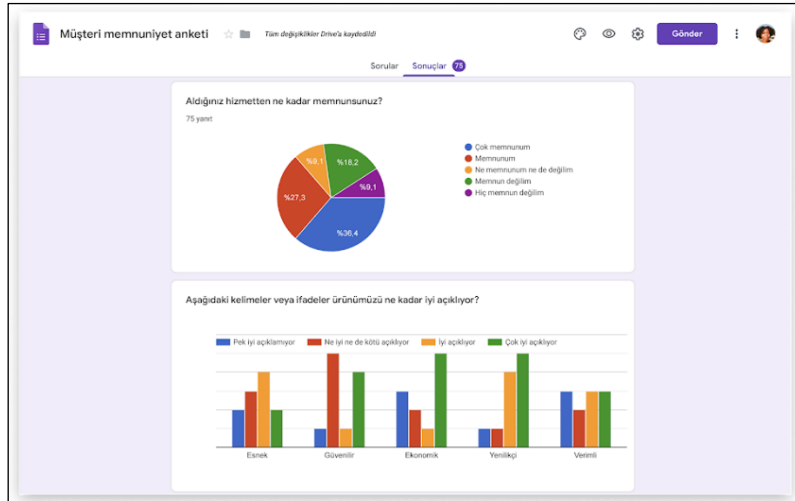 Müşteri memnuniyet anketi
Tüm değişiklikler Drive'a kaydedildi
Gönder
Sorular
Sonuçlar
75
Aldığınız hizmetten ne kadar memnunsunuz?
75 yanıt
%9,1
%18,2
%9,1
%27,3
%36,4
Çok memnunum
Memnunum
Ne memnunum ne de değilim
Memnun değilim
Hiç memnun değilim
Aşağıdaki kelimeler veya ifadeler ürünümüzü ne kadar iyi açıklıyor?
Pek iyi açıklamıyor
Ne iyi ne de kötü açıklıyor
İyi açıklıyor
Çok iyi açıklıyor
Esnek
Güvenilir
Ekonomik
Yenilikçi
Verimli